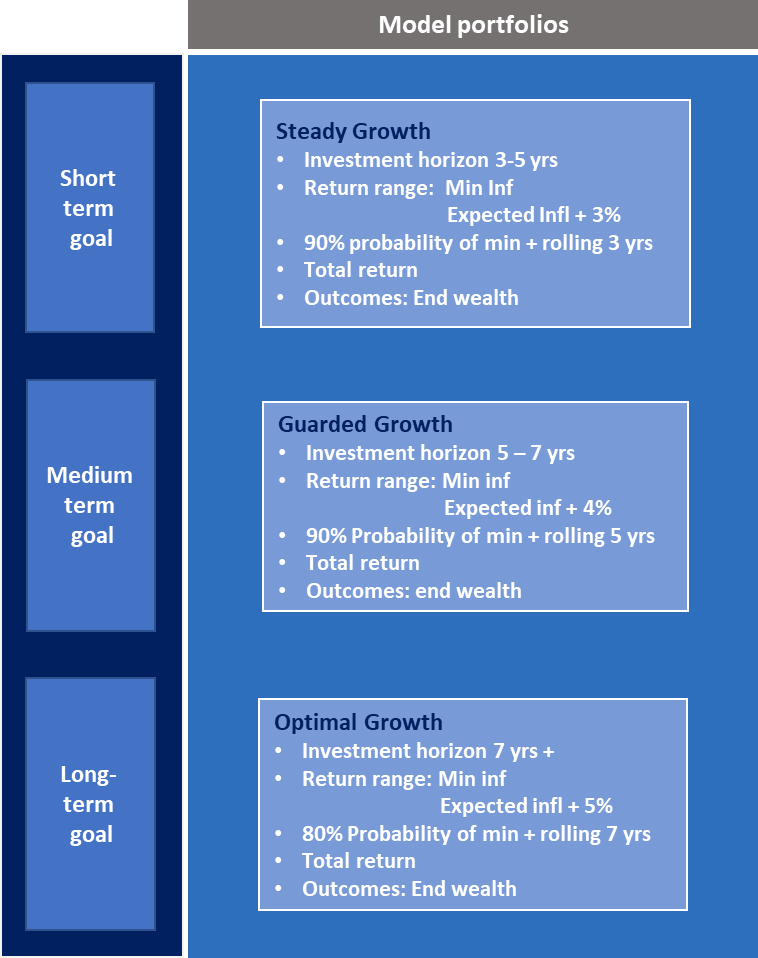 Model portfolios
Short
term
goal
Steady Growth
• Investment horizon 3-5 yrs
• Return range: Min Inf
Expected Infl + 3%
• 90% probability of min + rolling 3 yrs
• Total return
• Outcomes: End wealth
Medium
term
goal
Guarded Growth
• Investment horizon 5 – 7 yrs
• Return range: Min inf
Expected inf + 4%
• 90% Probability of min + rolling 5 yrs
• Total return
• Outcomes: end wealth
Long-
term
goal
Optimal Growth
• Investment horizon 7 yrs +
• Return range: Min inf
Expected infl + 5%
• 80% Probability of min + rolling 7 yrs
• Total return
• Outcomes: End wealth